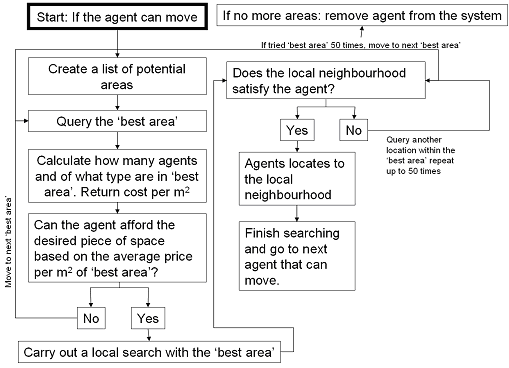 Start: If the agent can move
If no more areas: remove agent from the system
If tried ‘best area’ 50 times, move to next ‘best area’
Create a list of potential
areas
Query the ‘best area’
Calculate how many agents
and of what type are in ‘best
area’. Return cost per m²
Can the agent afford the
desired piece of space
based on the average price
per m² of ‘best area’?
No
Yes
Carry out a local search with the ‘best area’
Move to next ‘best area’
Does the local neighbourhood
satisfy the agent?
Yes
No
Query another
location within the
‘best area’ repeat
up to 50 times
Agents locates to
the local
neighbourhood
Finish searching
and go to next
agent that can
move.